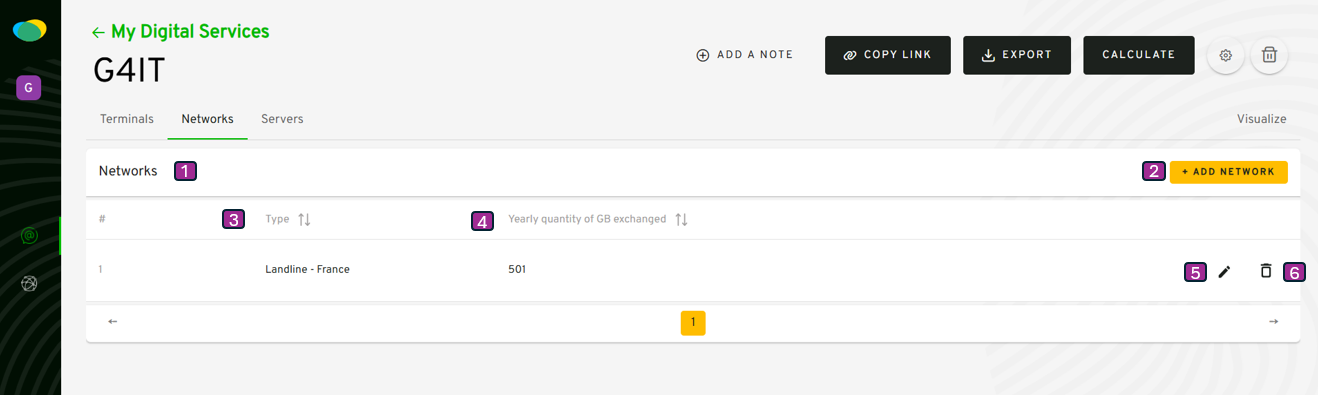 ← My Digital Services
G4IT
ADD A NOTE
COPY LINK
EXPORT
CALCULATE
G
Terminals
Networks
Servers
Visualize
Networks 1
2 + ADD NETWORK
# 3 Type 4 Yearly quantity of GB exchanged
1 Landline - France 501 5 6
← 1 →